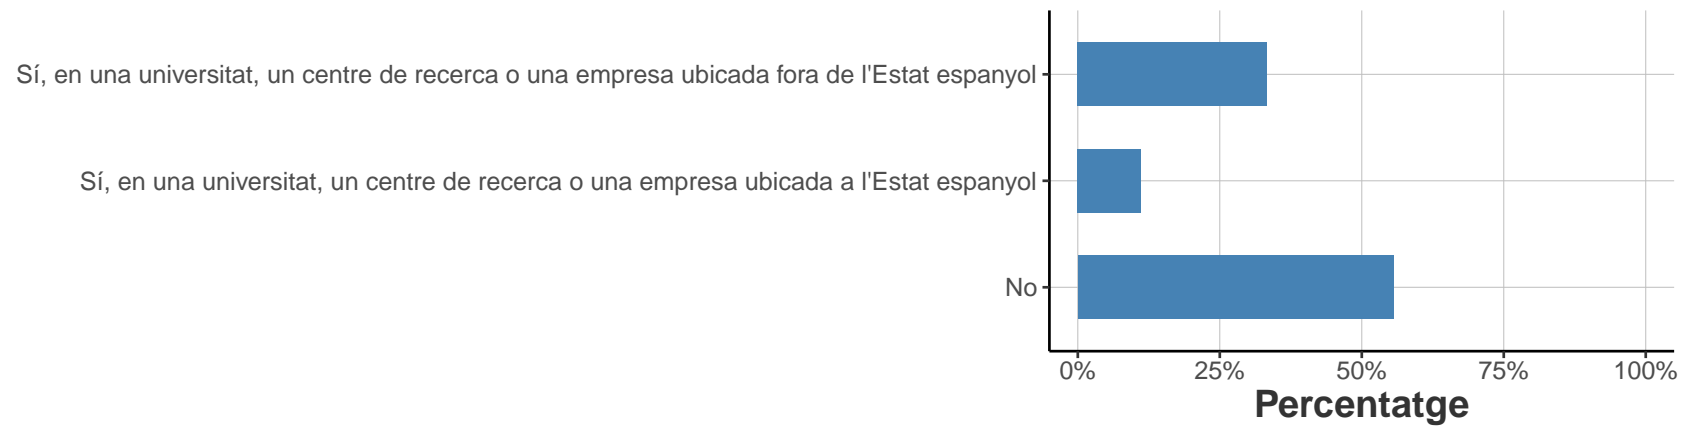 Sí, en una universitat, un centre de recerca o una empresa ubicada fora de l'Estat espanyol
Sí, en una universitat, un centre de recerca o una empresa ubicada a l'Estat espanyol
No
0% 25% 50% 75% 100%
Percentatge